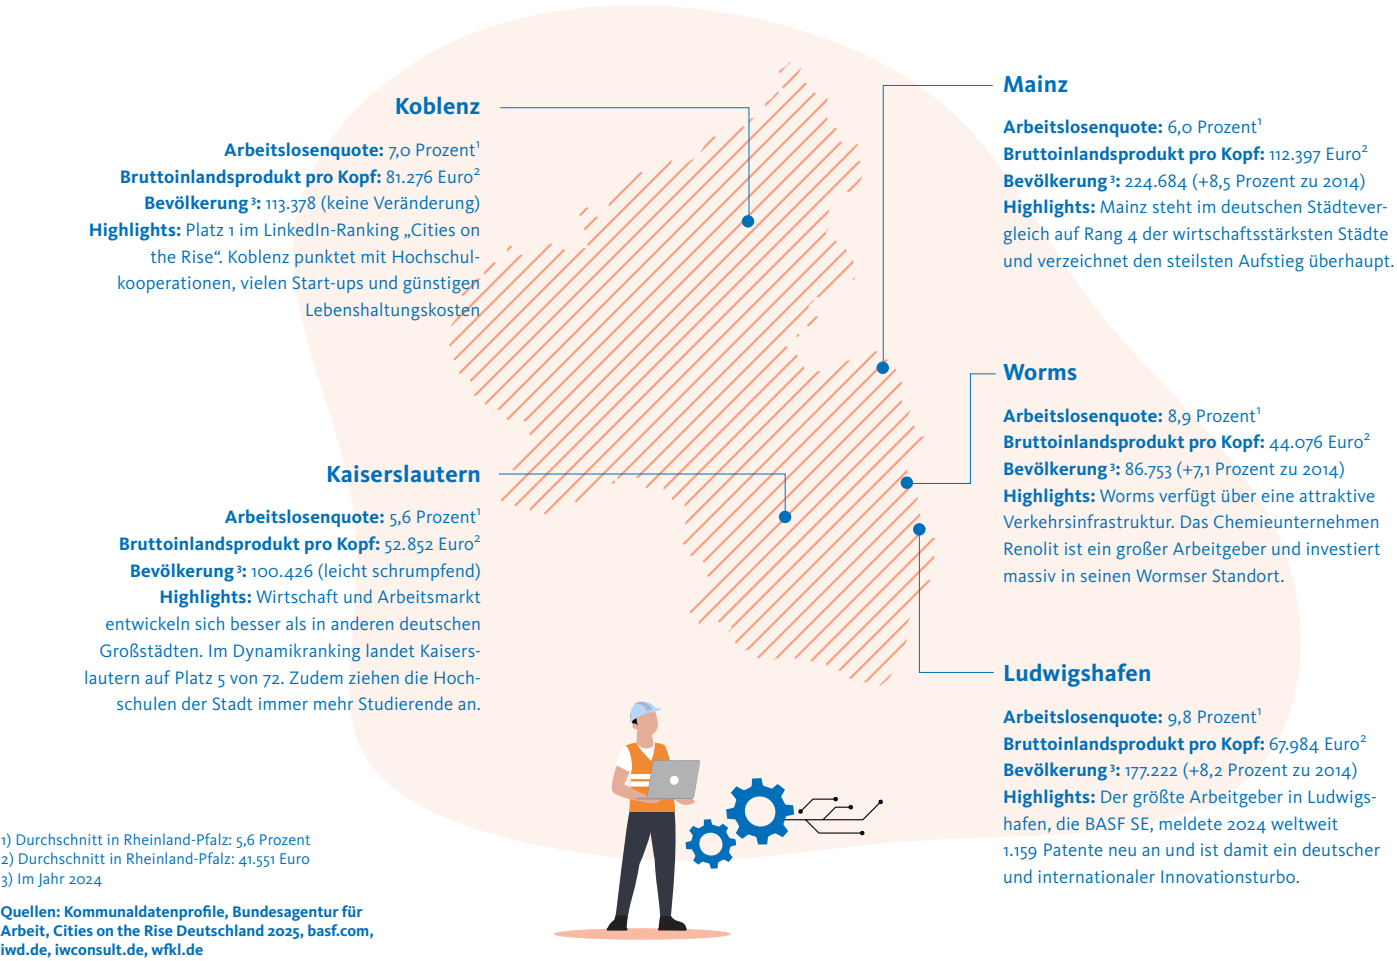 Koblenz
Arbeitslosenquote: 7,0 Prozent¹
Bruttoinlandsprodukt pro Kopf: 81.276 Euro²
Bevölkerung³: 113.378 (keine Veränderung)
Highlights: Platz 1 im LinkedIn-Ranking „Cities on
the Rise“. Koblenz punktet mit Hochschul-
kooperationen, vielen Start-ups und günstigen
Lebenshaltungskosten
Kaiserslautern
Arbeitslosenquote: 5,6 Prozent¹
Bruttoinlandsprodukt pro Kopf: 52.852 Euro²
Bevölkerung³: 100.426 (leicht schrumpfend)
Highlights: Wirtschaft und Arbeitsmarkt
entwickeln sich besser als in anderen deutschen
Großstädten. Im Dynamikranking landet Kaisers-
lautern auf Platz 5 von 72. Zudem ziehen die Hoch-
schulen der Stadt immer mehr Studierende an.
Mainz
Arbeitslosenquote: 6,0 Prozent¹
Bruttoinlandsprodukt pro Kopf: 112.397 Euro²
Bevölkerung³: 224.684 (+8,5 Prozent zu 2014)
Highlights: Mainz steht im deutschen Städtever-
gleich auf Rang 4 der wirtschaftsstärksten Städte
und verzeichnet den steilsten Aufstieg überhaupt.
Worms
Arbeitslosenquote: 8,9 Prozent¹
Bruttoinlandsprodukt pro Kopf: 44.076 Euro²
Bevölkerung³: 86.753 (+7,1 Prozent zu 2014)
Highlights: Worms verfügt über eine attraktive
Verkehrsinfrastruktur. Das Chemieunternehmen
Renolit ist ein großer Arbeitgeber und investiert
massiv in seinen Wormser Standort.
Ludwigshafen
Arbeitslosenquote: 9,8 Prozent¹
Bruttoinlandsprodukt pro Kopf: 67.984 Euro²
Bevölkerung³: 177.222 (+8,2 Prozent zu 2014)
Highlights: Der größte Arbeitgeber in Ludwigs-
hafen, die BASF SE, meldete 2024 weltweit
1.159 Patente neu an und ist damit ein deutscher
und internationaler Innovationsturbo.
1) Durchschnitt in Rheinland-Pfalz: 5,6 Prozent
2) Durchschnitt in Rheinland-Pfalz: 41.551 Euro
3) Im Jahr 2024
Quellen: Kommunaldatenprofile, Bundesagentur für
Arbeit, Cities on the Rise Deutschland 2025, basf.com,
iwd.de, iwconsult.de, wfkl.de